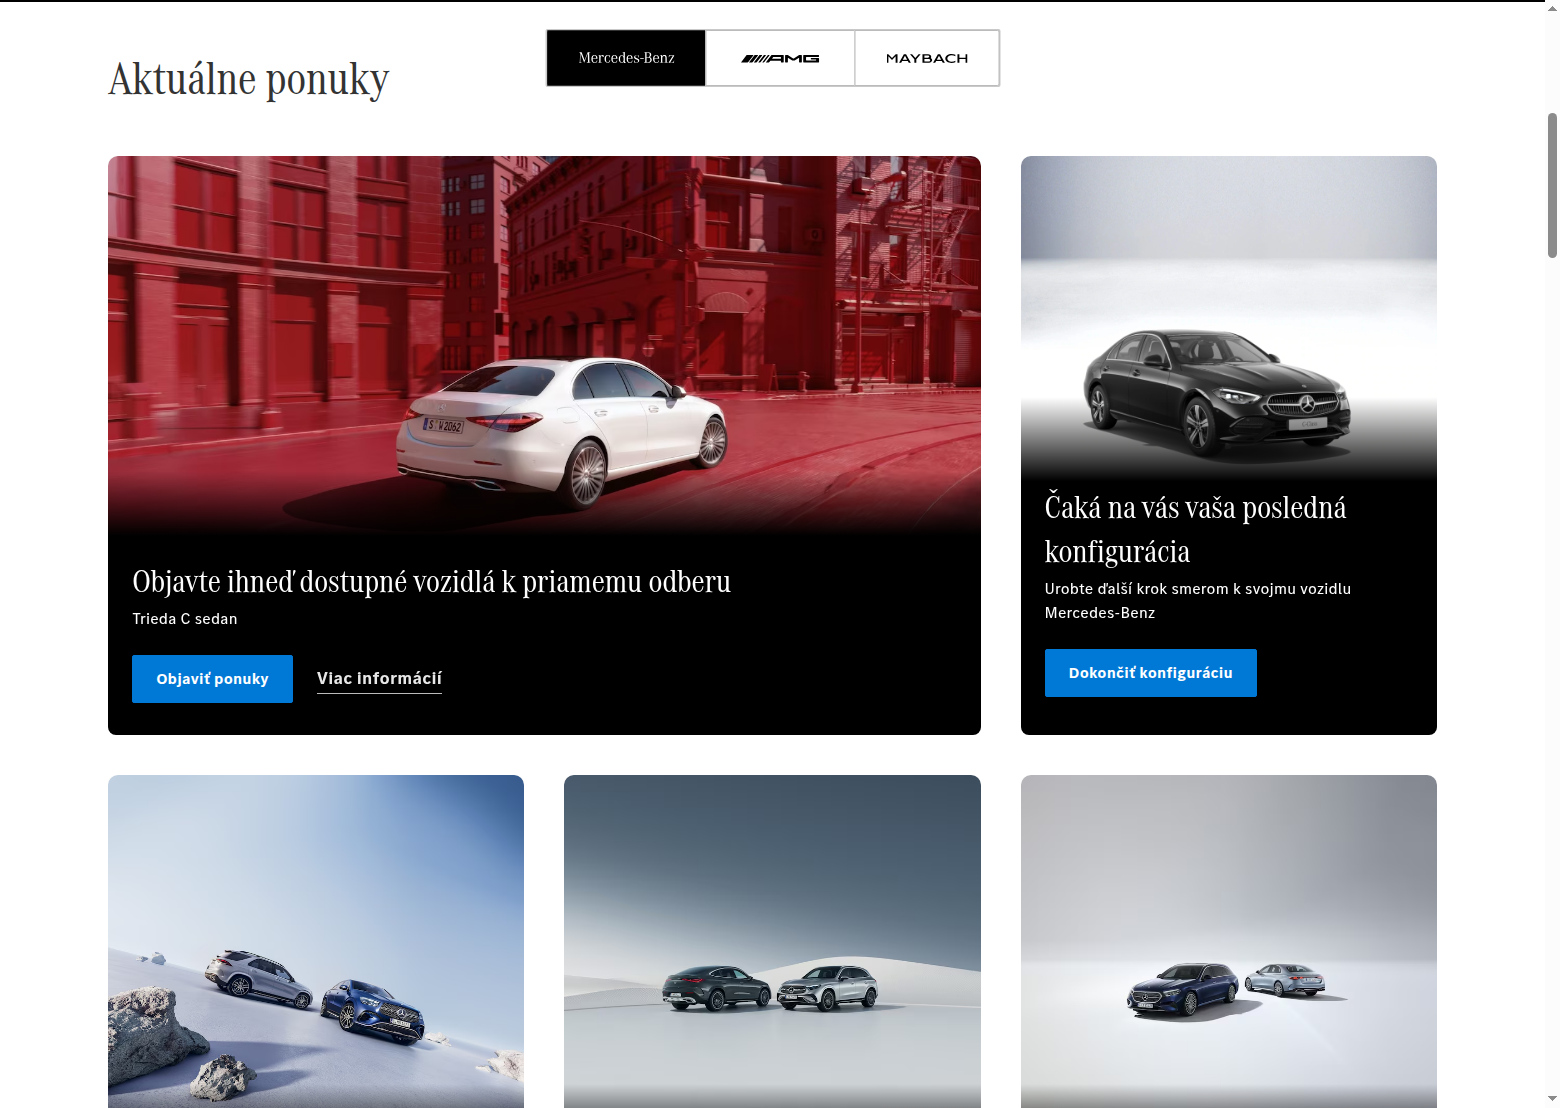 Aktuálne ponuky
Mercedes-Benz
AMG
MAYBACH
S W 2062
Objavte ihneď dostupné vozidlá k priamemu odberu
Trieda C sedan
Objaviť ponuky
Viac informácií
Čaká na vás vaša posledná
konfigurácia
Urobte ďalší krok smerom k svojmu vozidlu
Mercedes-Benz
Dokončiť konfiguráciu